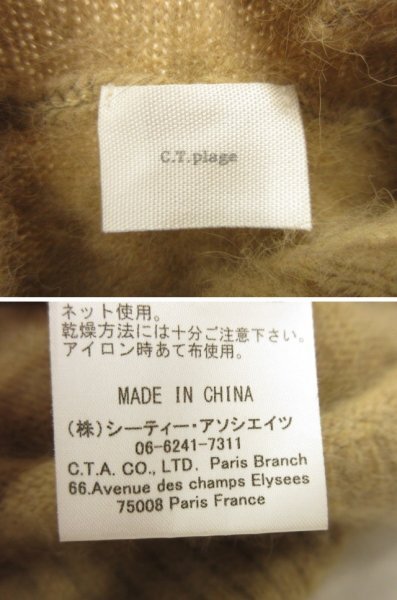 C.T.plage
ネット使用。
乾燥方法には十分ご注意下さい。
アイロン時あて布使用。
MADE IN CHINA
(株)シーティー・アソシエイツ
06-6241-7311
C.T.A. CO., LTD. Paris Branch
66.Avenue des champs Elysees
75008 Paris France